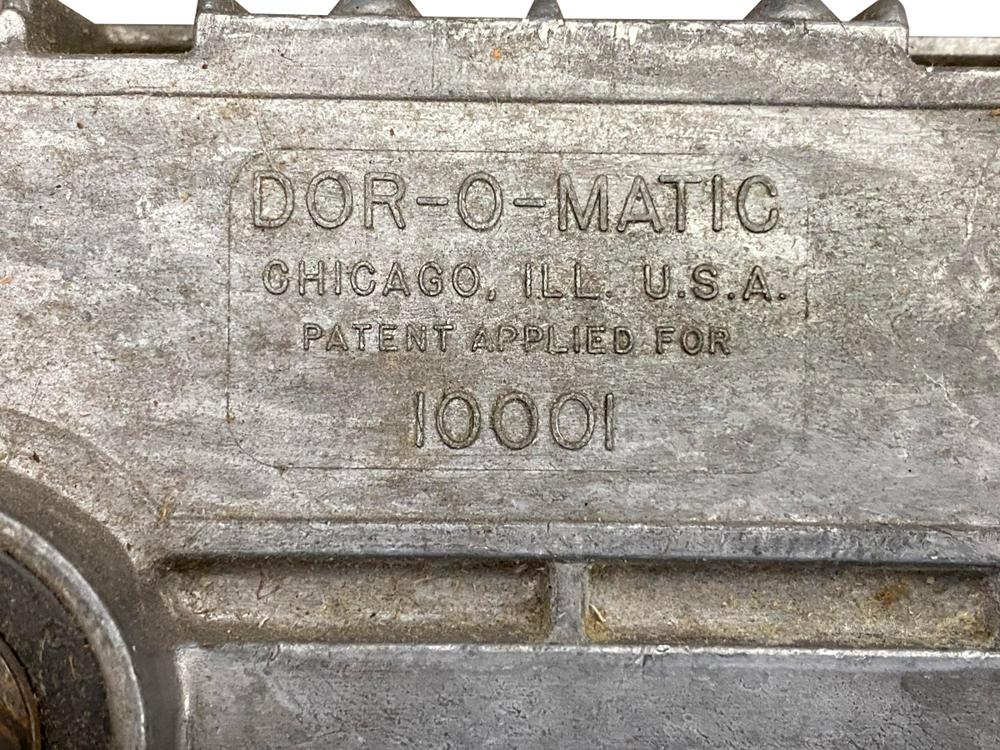 DOR-O-MATIC
CHICAGO, ILL. U.S.A.
PATENT APPLIED FOR
10001